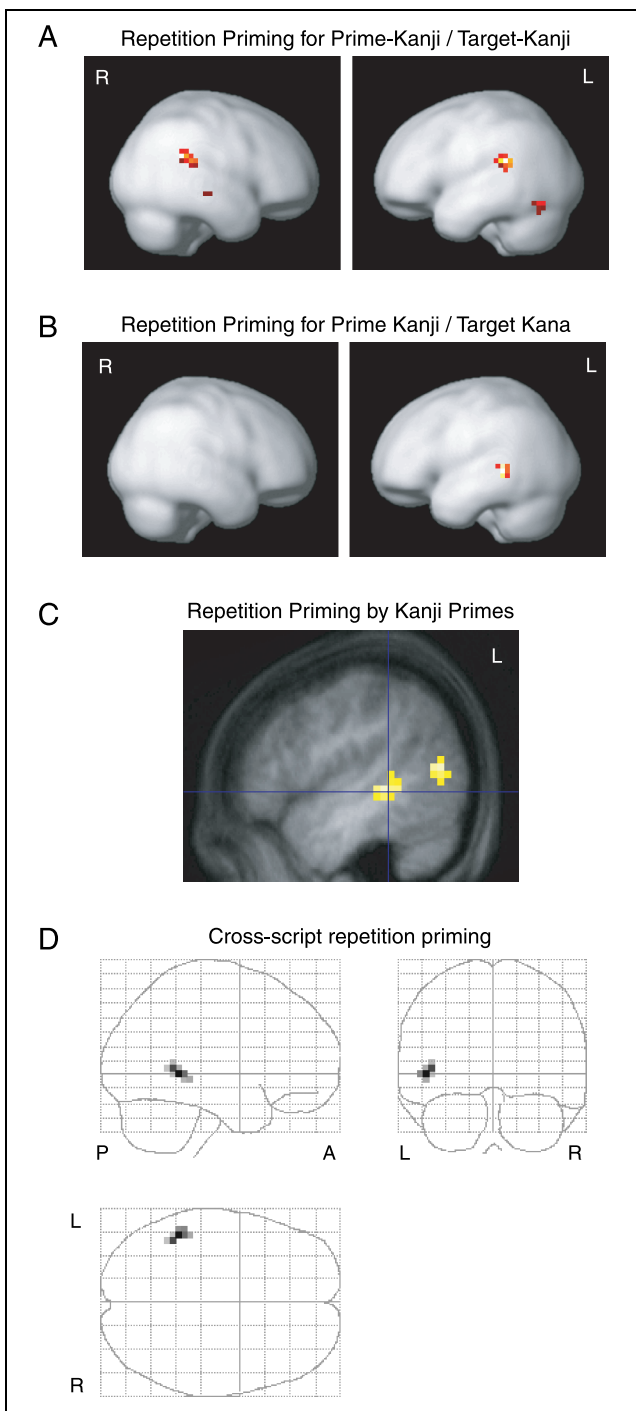 A
Repetition Priming for Prime-Kanji / Target-Kanji
R
L
B
Repetition Priming for Prime Kanji / Target Kana
R
L
C
Repetition Priming by Kanji Primes
L
D
Cross-script repetition priming
P
A
L
R
L
R